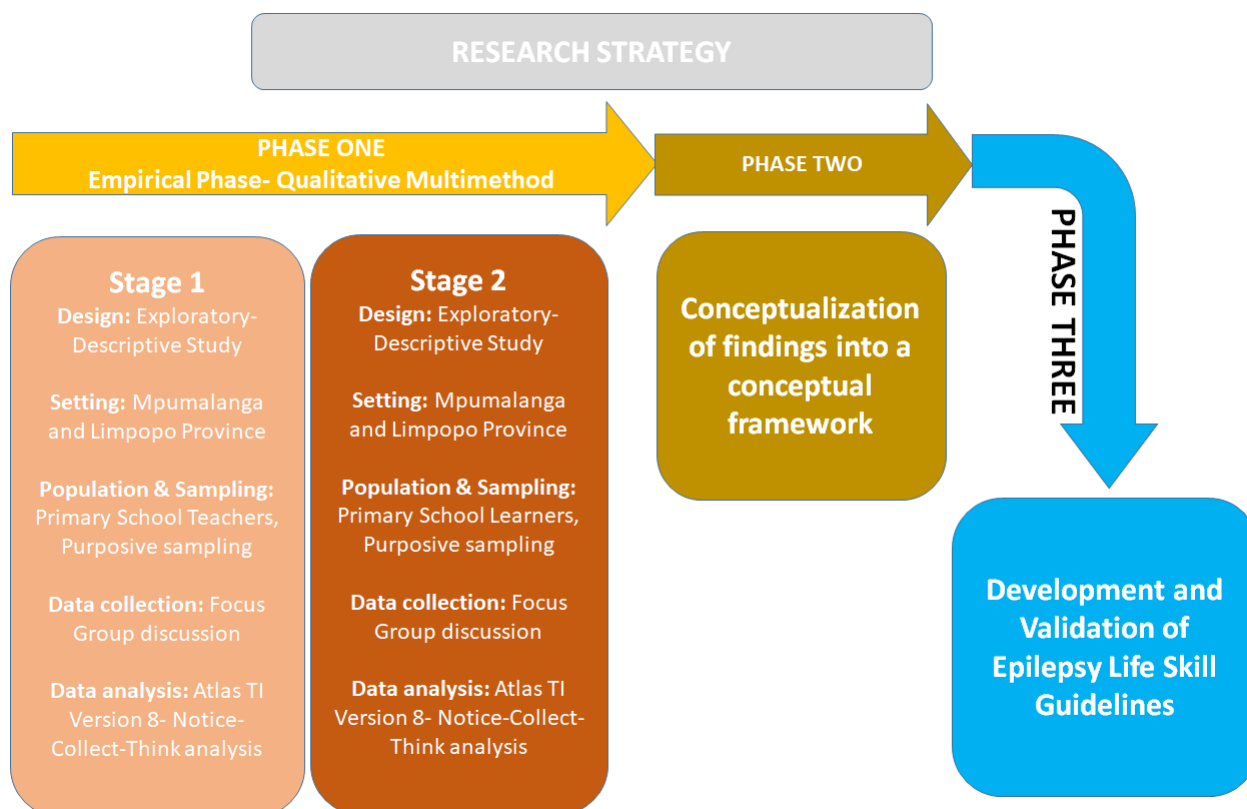 RESEARCH STRATEGY
PHASE ONE
Empirical Phase- Qualitative Multimethod
PHASE TWO
PHASE THREE
Stage 1
Design: Exploratory-
Descriptive Study
Setting: Mpumalanga
and Limpopo Province
Population & Sampling:
Primary School Teachers,
Purposive sampling
Data collection: Focus
Group discussion
Data analysis: Atlas TI
Version 8- Notice-
Collect-Think analysis
Stage 2
Design: Exploratory-
Descriptive Study
Setting: Mpumalanga
and Limpopo Province
Population & Sampling:
Primary School Learners,
Purposive sampling
Data collection: Focus
Group discussion
Data analysis: Atlas TI
Version 8- Notice-Collect-
Think analysis
Conceptualization
of findings into a
conceptual
framework
Development and
Validation of
Epilepsy Life Skill
Guidelines